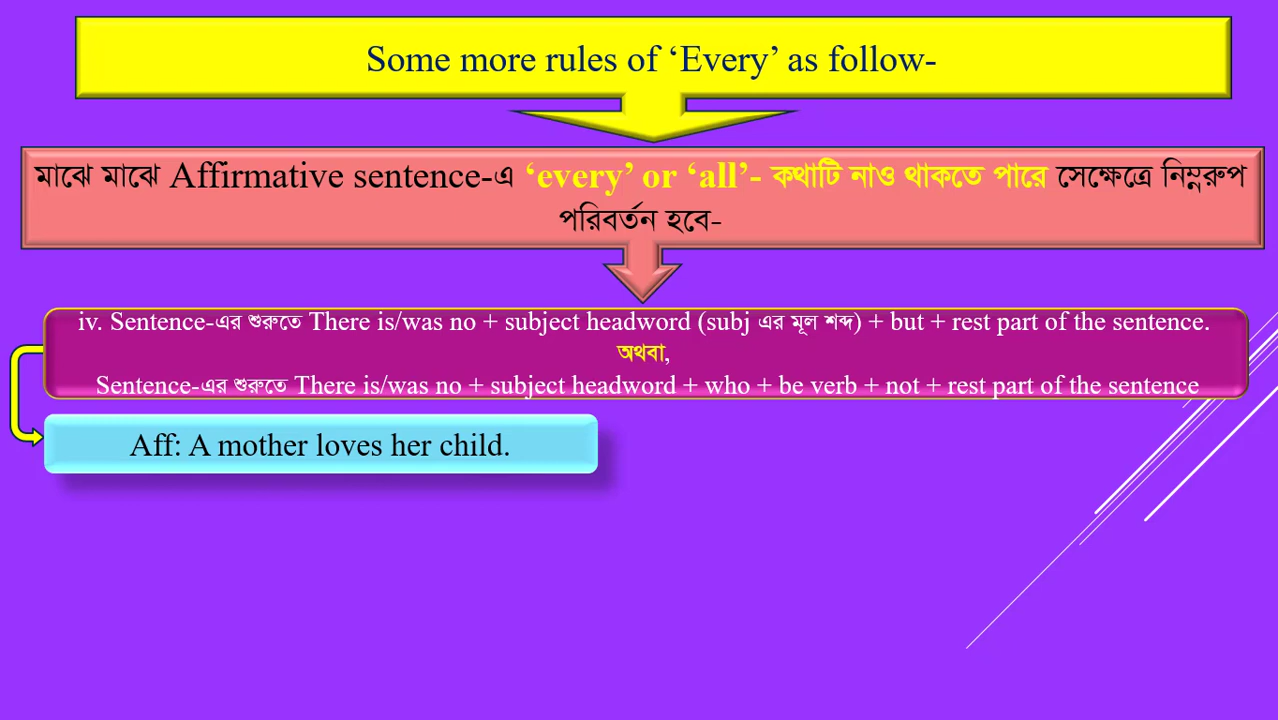 Some more rules of ‘Every’ as follow-
মাঝে মাঝে Affirmative sentence-এ ‘every’ or ‘all’- কথাটি নাও থাকতে পারে সেক্ষেত্রে নিম্নরুপ
পরিবর্তন হবে-
iv. Sentence-এর শুরুতে There is/was no + subject headword (subj এর মূল শব্দ) + but + rest part of the sentence.
অথবা,
Sentence-এর শুরুতে There is/was no + subject headword + who + be verb + not + rest part of the sentence
Aff: A mother loves her child.